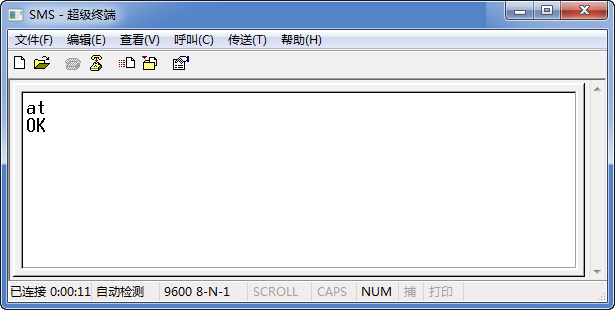 SMS - 超级终端
文件(F) 编辑(E) 查看(V) 呼叫(C) 传送(T) 帮助(H)
at
OK
已连接 0:00:11 自动检测 9600 8-N-1 SCROLL CAPS NUM 捕 打印